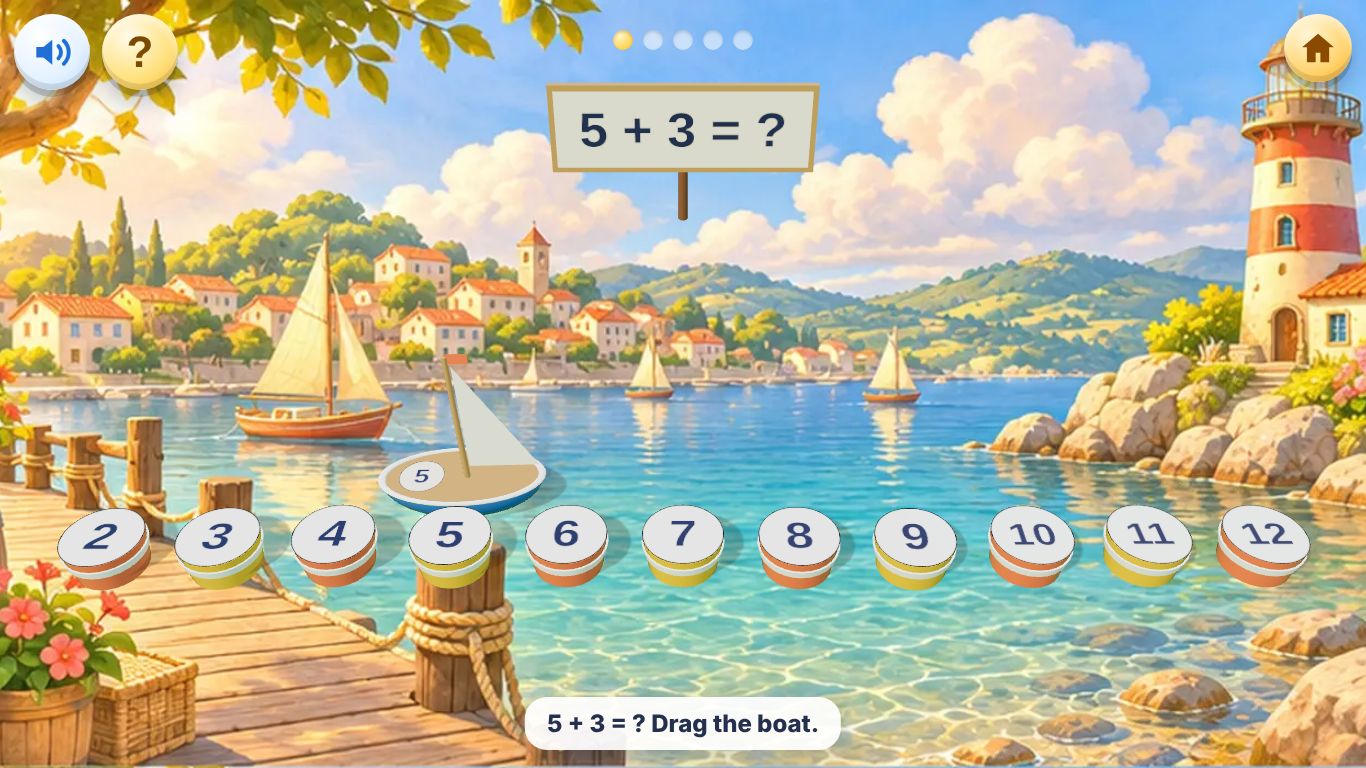 ?
5 + 3 = ?
5
2 3 4 5 6 7 8 9 10 11 12
5 + 3 = ? Drag the boat.